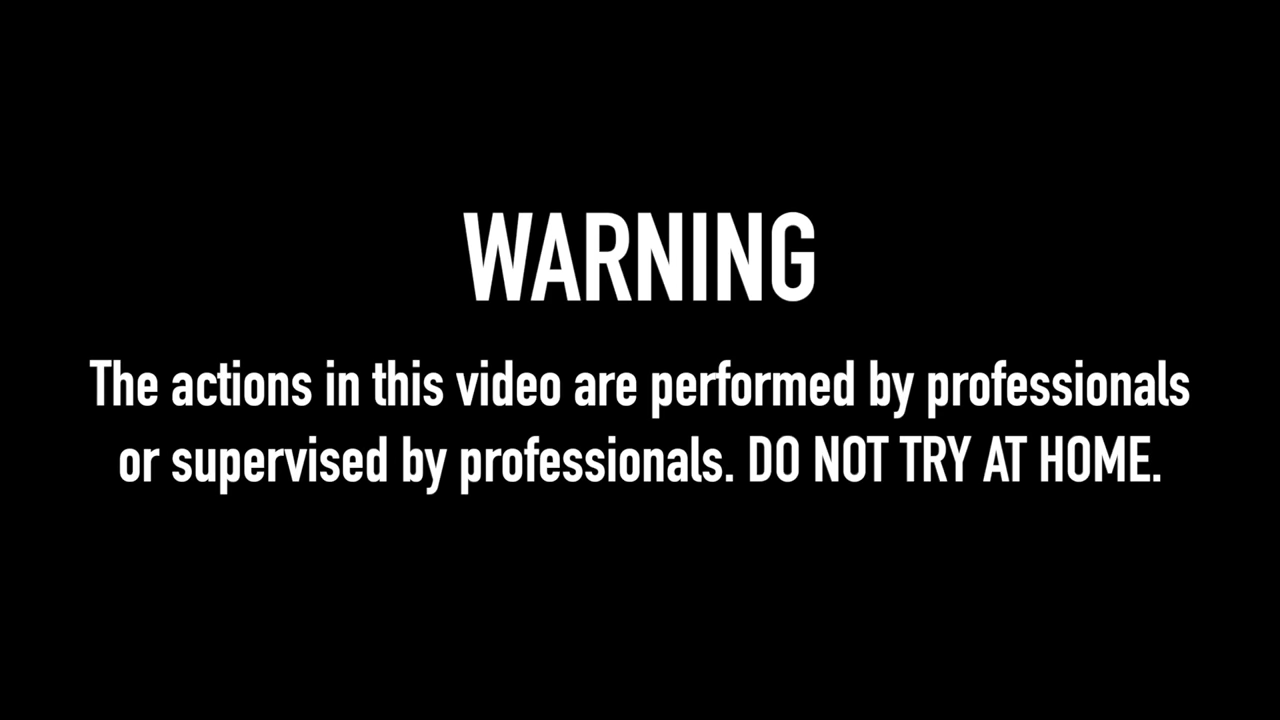 WARNING
The actions in this video are performed by professionals
or supervised by professionals. DO NOT TRY AT HOME.